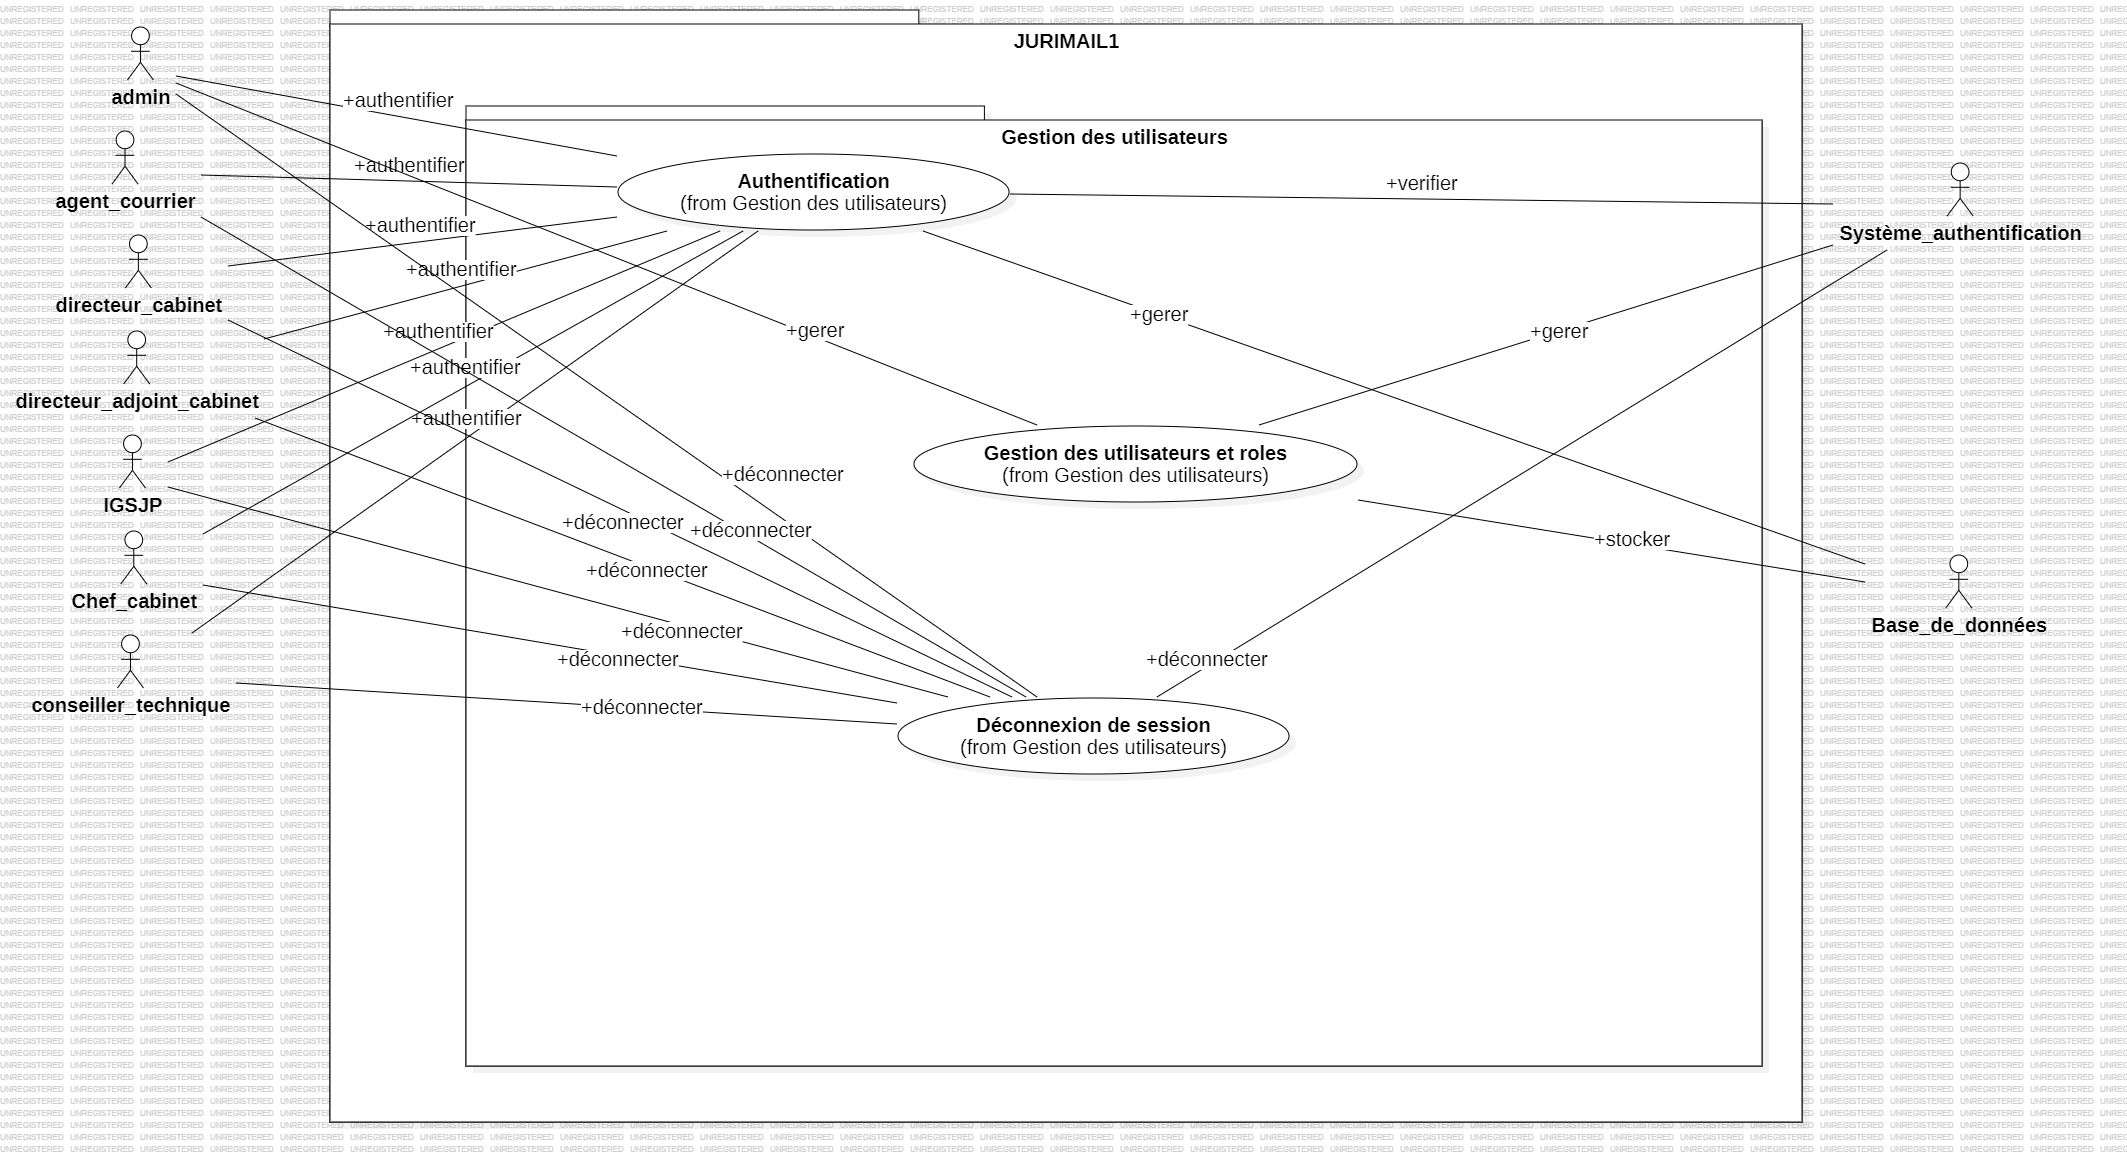 JURIMAIL1
admin
agent_courrier
directeur_cabinet
directeur_adjoint_cabinet
IGSJP
Chef_cabinet
conseiller_technique
Gestion des utilisateurs
+authentifier
+authentifier
+authentifier
+authentifier
+authentifier
+authentifier
+authentifier
Authentification
(from Gestion des utilisateurs)
+verifier
+gerer
+gerer
+gerer
Gestion des utilisateurs et roles
(from Gestion des utilisateurs)
+stocker
+déconnecter
+déconnecter
+déconnecter
+déconnecter
+déconnecter
+déconnecter
+déconnecter
+déconnecter
Déconnexion de session
(from Gestion des utilisateurs)
Système_authentification
Base_de_données
UNREGISTERED